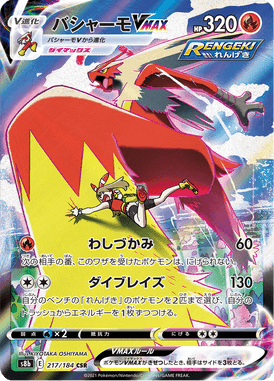 V進化 バシャーモVMAX HP320
バシャーモVから進化
ダイマックス
RENGEKI れんげき
わしづかみ 60
次の相手の番、このワザを受けたポケモンは、にげられない。
ダイブレイズ 130
自分のベンチの「れんげき」のポケモンを2匹まで選び、自分の
トラッシュからエネルギーを1枚ずつつける。
弱点 ×2 抵抗力
illus. KIYOTAKA OSHIYAMA
s8b E 217/184 CSR
VMAXルール
ポケモンVMAXがきぜつしたとき、相手はサイドを3枚とる。
©2021 Pokémon/Nintendo/Creatures/GAME FREAK.